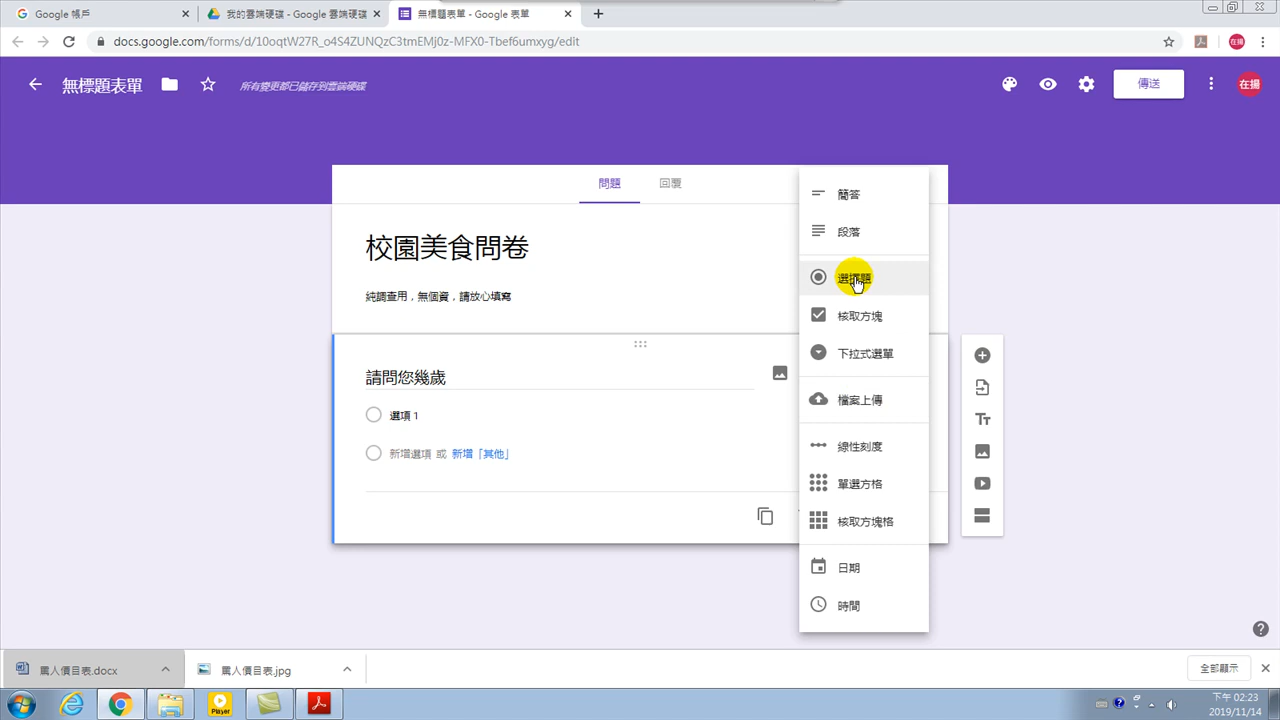 Google 帳戶
我的雲端硬碟 - Google 雲端硬碟
無標題表單 - Google 表單
docs.google.com/forms/d/10oqtW27R_o4S4ZUNQzC3tmEMj0z-MFX0-Tbef6umxyg/edit
在揚
無標題表單
所有變更都已儲存到雲端硬碟
傳送
在揚
問題
回覆
校園美食問卷
純調查用，無個資，請放心填寫
請問您幾歲
選項 1
新增選項 或 新增「其他」
簡答
段落
選擇題
核取方塊
下拉式選單
檔案上傳
線性刻度
單選方格
核取方塊格
日期
時間
罵人價目表.docx
罵人價目表.jpg
全部顯示
Player
下午 02:23
2019/11/14